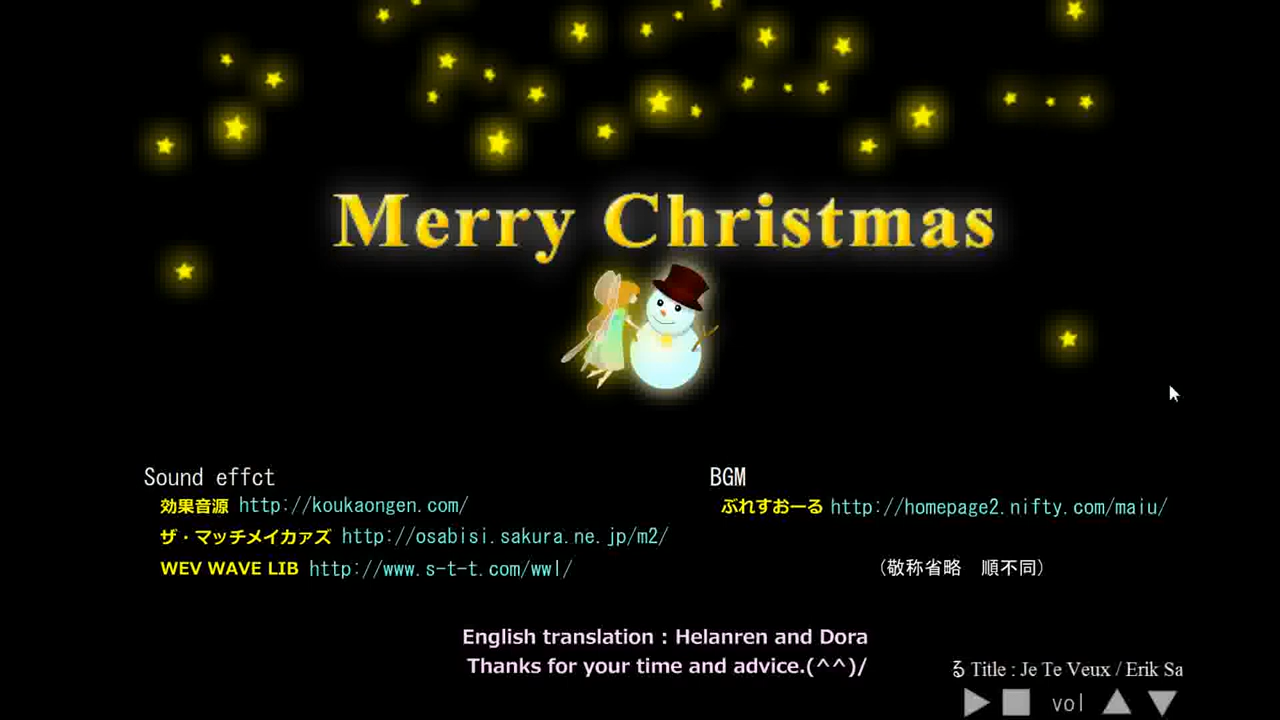 Merry Christmas
Sound effct
効果音源 http://koukaongen.com/
ザ・マッチメイカァズ http://osabisi.sakura.ne.jp/m2/
WEV WAVE LIB http://www.s-t-t.com/wwl/
BGM
ぶれすおーる http://homepage2.nifty.com/maiu/
（敬称省略　順不同）
English translation : Helanren and Dora
Thanks for your time and advice.(^^)/
る Title : Je Te Veux / Erik Sa
vol